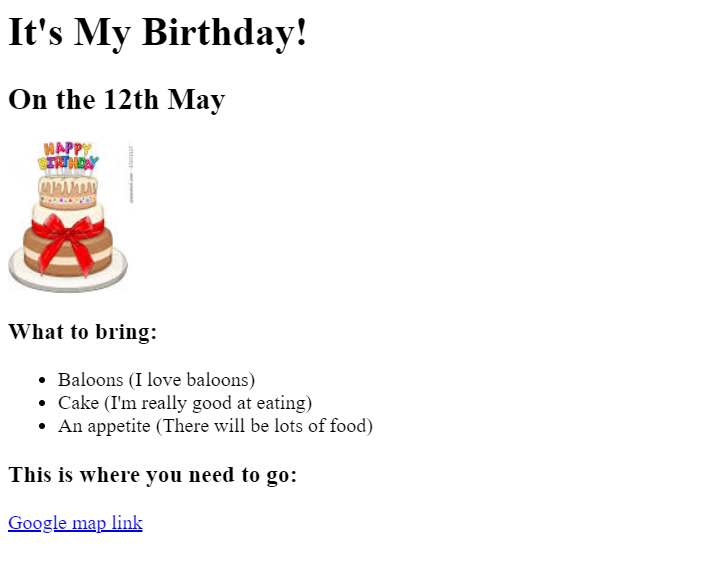 It's My Birthday!
On the 12th May
HAPPY
BIRTHDAY
What to bring:
Baloons (I love baloons)
Cake (I'm really good at eating)
An appetite (There will be lots of food)
This is where you need to go:
Google map link